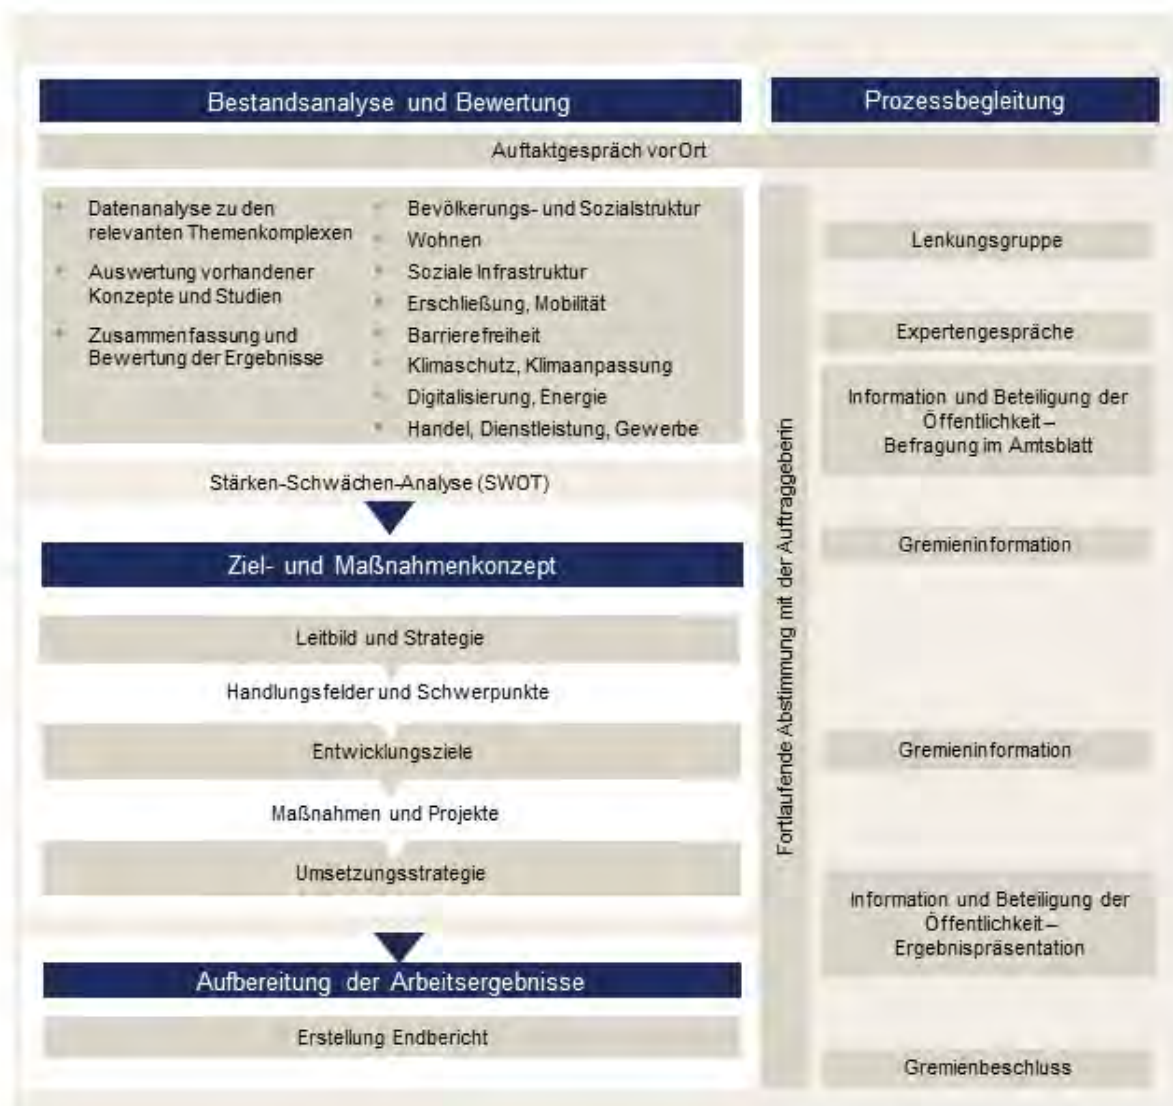 Bestandsanalyse und Bewertung
Prozessbegleitung
Auftaktgespräch vor Ort
Datenanalyse zu den
relevanten Themenkomplexen
Auswertung vorhandener
Konzepte und Studien
Zusammenfassung und
Bewertung der Ergebnisse
Bevölkerungs- und Sozialstruktur
Wohnen
Soziale Infrastruktur
Erschließung, Mobilität
Barrierefreiheit
Klimaschutz, Klimaanpassung
Digitalisierung, Energie
Handel, Dienstleistung, Gewerbe
Stärken-Schwächen-Analyse (SWOT)
Ziel- und Maßnahmenkonzept
Leitbild und Strategie
Handlungsfelder und Schwerpunkte
Entwicklungsziele
Maßnahmen und Projekte
Umsetzungsstrategie
Aufbereitung der Arbeitsergebnisse
Erstellung Endbericht
Fortlaufende Abstimmung mit der Auftraggeberin
Lenkungsgruppe
Expertengespräche
Information und Beteiligung der
Öffentlichkeit –
Befragung im Amtsblatt
Gremieninformation
Gremieninformation
Information und Beteiligung der
Öffentlichkeit –
Ergebnispräsentation
Gremienbeschluss